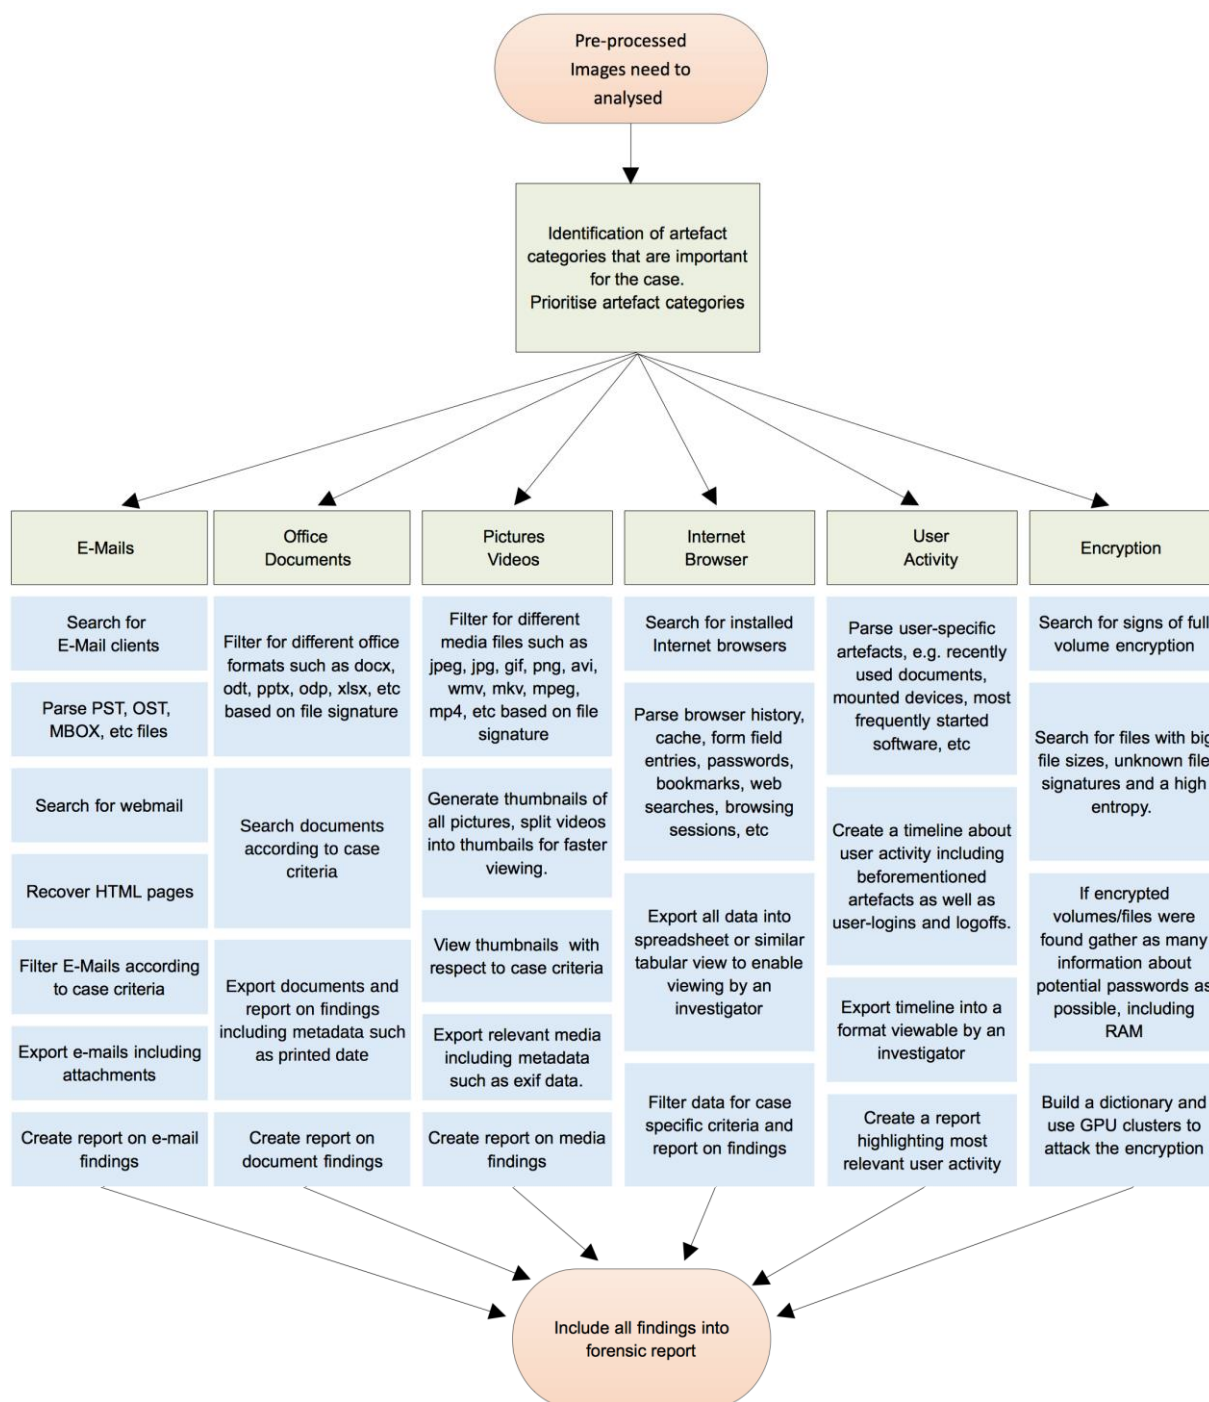 Pre-processed
Images need to
analysed
Identification of artefact
categories that are important
for the case.
Prioritise artefact categories
E-Mails
Search for
E-Mail clients
Parse PST, OST,
MBOX, etc files
Search for webmail
Recover HTML pages
Filter E-Mails according
to case criteria
Export e-mails including
attachments
Create report on e-mail
findings
Office
Documents
Filter for different office
formats such as docx,
odt, pptx, odp, xlsx, etc
based on file signature
Search documents
according to case
criteria
Export documents and
report on findings
including metadata such
as printed date
Create report on
document findings
Pictures
Videos
Filter for different
media files such as
jpeg, jpg, gif, png, avi,
wmv, mkv, mpeg,
mp4, etc based on file
signature
Generate thumbnails of
all pictures, split videos
into thumbails for faster
viewing.
View thumbnails with
respect to case criteria
Export relevant media
including metadata
such as exif data.
Create report on media
findings
Internet
Browser
Search for installed
Internet browsers
Parse browser history,
cache, form field
entries, passwords,
bookmarks, web
searches, browsing
sessions, etc
Export all data into
spreadsheet or similar
tabular view to enable
viewing by an
investigator
Filter data for case
specific criteria and
report on findings
User
Activity
Parse user-specific
artefacts, e.g. recently
used documents,
mounted devices, most
frequently started
software, etc
Create a timeline about
user activity including
beforementioned
artefacts as well as
user-logins and logoffs.
Export timeline into a
format viewable by an
investigator
Create a report
highlighting most
relevant user activity
Encryption
Search for signs of full
volume encryption
Search for files with big
file sizes, unknown file
signatures and a high
entropy.
If encrypted
volumes/files were
found gather as many
information about
potential passwords as
possible, including
RAM
Build a dictionary and
use GPU clusters to
attack the encryption
Include all findings into
forensic report